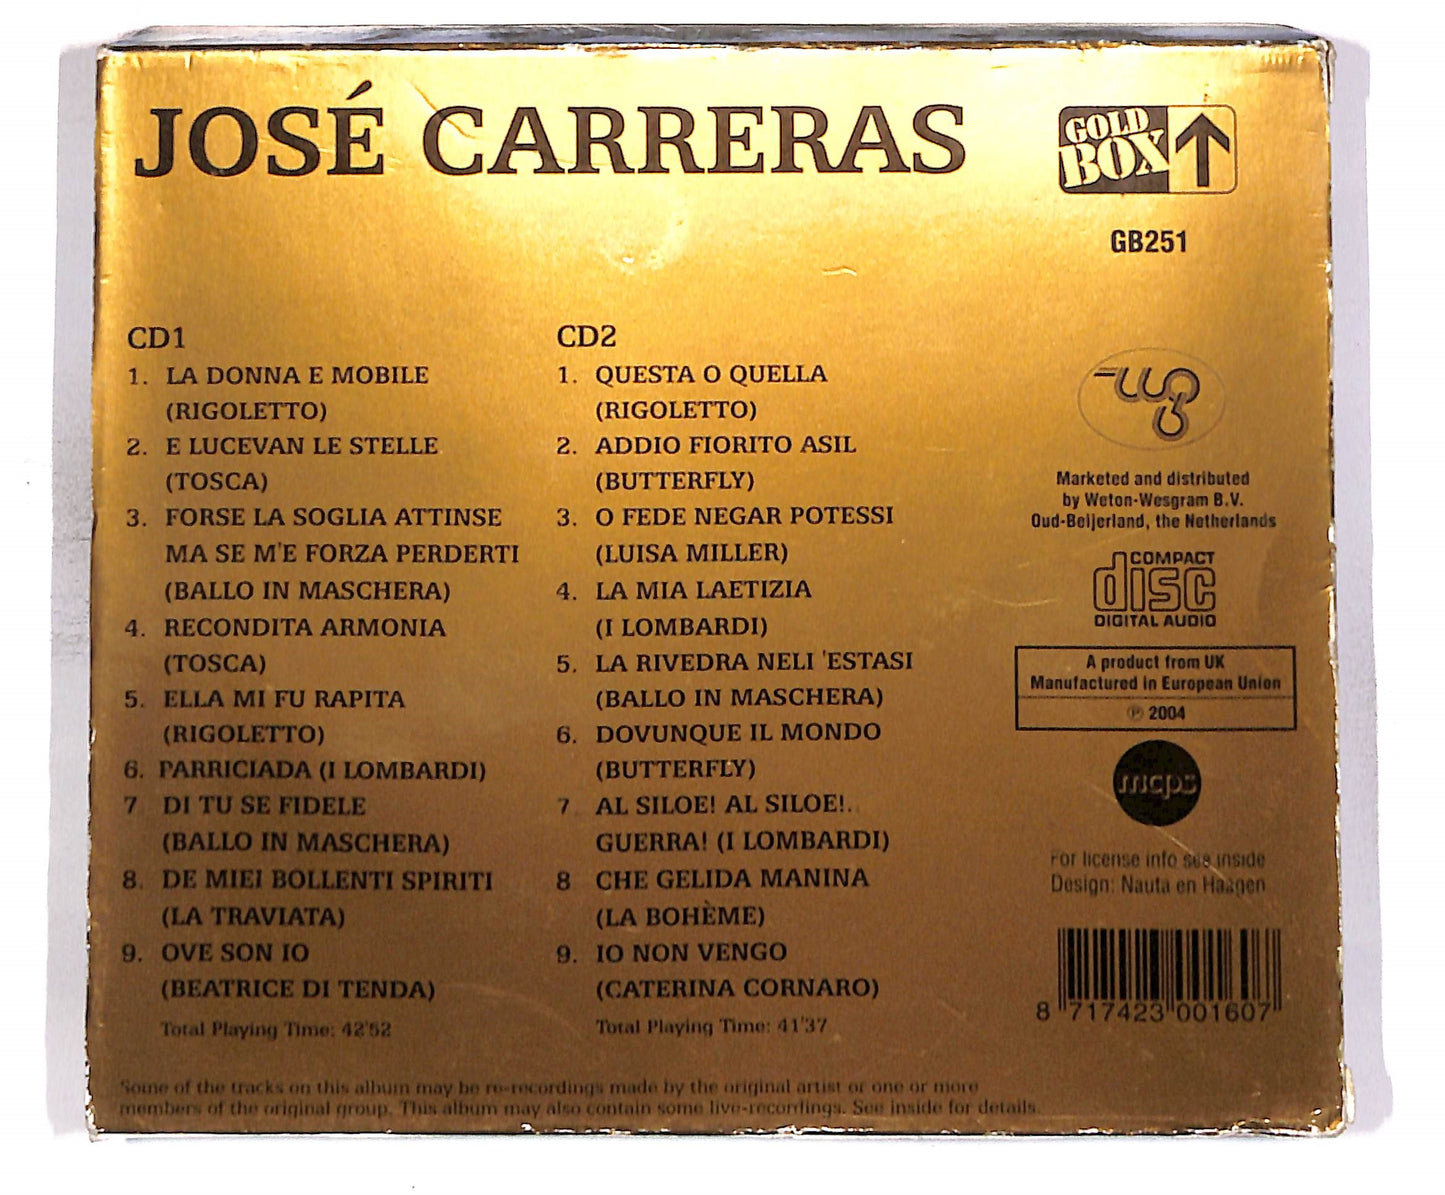 JOSÉ CARRERAS
GOLD
BOX
GB251
CD1
1. LA DONNA E MOBILE
(RIGOLETTO)
2. E LUCEVAN LE STELLE
(TOSCA)
3. FORSE LA SOGLIA ATTINSE
MA SE M'E FORZA PERDERTI
(BALLO IN MASCHERA)
4. RECONDITA ARMONIA
(TOSCA)
5. ELLA MI FU RAPITA
(RIGOLETTO)
6. PARRICIADA (I LOMBARDI)
7 DI TU SE FIDELE
(BALLO IN MASCHERA)
8. DE MIEI BOLLENTI SPIRITI
(LA TRAVIATA)
9. OVE SON IO
(BEATRICE DI TENDA)
Total Playing Time: 42'52
CD2
1. QUESTA O QUELLA
(RIGOLETTO)
2. ADDIO FIORITO ASIL
(BUTTERFLY)
3. O FEDE NEGAR POTESSI
(LUISA MILLER)
4. LA MIA LAETIZIA
(I LOMBARDI)
5. LA RIVEDRA NELI 'ESTASI
(BALLO IN MASCHERA)
6. DOVUNQUE IL MONDO
(BUTTERFLY)
7. AL SILOE! AL SILOE!..
GUERRA! (I LOMBARDI)
8 CHE GELIDA MANINA
(LA BOHÈME)
9. IO NON VENGO
(CATERINA CORNARO)
Total Playing Time: 41'37
Marketed and distributed
by Weton-Wesgram B.V.
Oud-Beijerland, the Netherlands
COMPACT
disc
DIGITAL AUDIO
A product from UK
Manufactured in European Union
℗ 2004
mcps
For license info see inside
Design: Nauta en Haagen
8 717423 001607
Some of the tracks on this album may be re-recordings made by the original artist or one or more
members of the original group. This album may also contain some live-recordings. See inside for details.